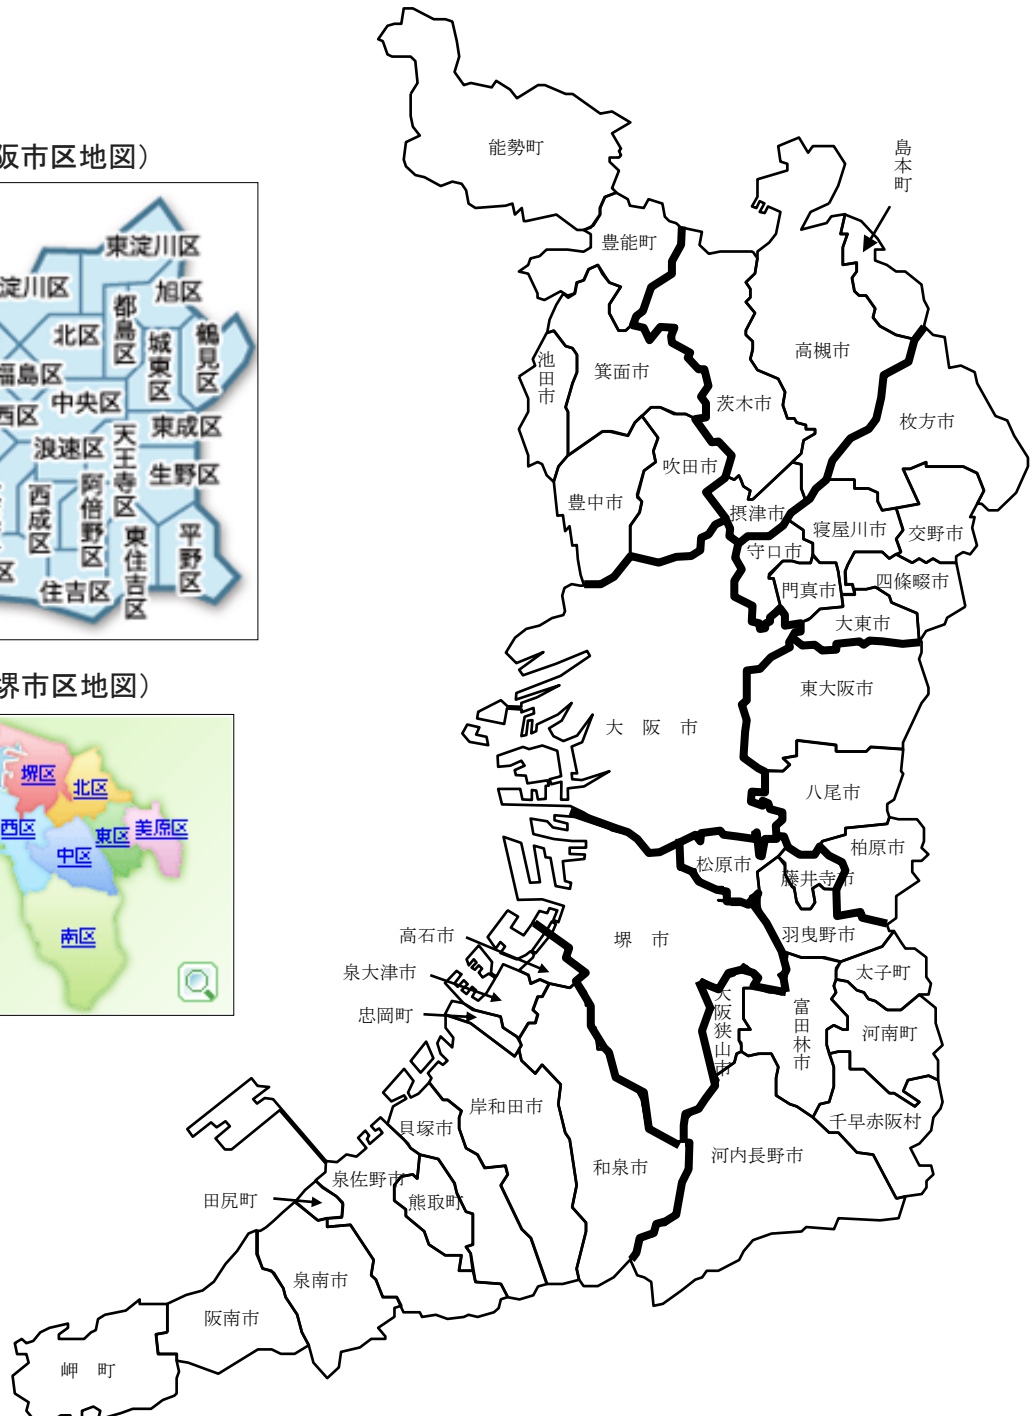 能勢町
島本町
阪市区地図）
豊能町
東淀川区
淀川区
旭区
都島区
北区
城東区
鶴見区
福島区
西区
中央区
東成区
浪速区
天王寺区
生野区
西成区
阿倍野区
東住吉区
平野区
区
住吉区
池田市
箕面市
高槻市
茨木市
枚方市
吹田市
豊中市
摂津市
寝屋川市
交野市
守口市
門真市
四條畷市
大東市
堺市区地図）
東大阪市
大　阪　市
堺区
北区
西区
東区
美原区
中区
南区
八尾市
松原市
柏原市
藤井寺市
高石市
堺　市
羽曳野市
泉大津市
太子町
忠岡町
大阪狭山市
富田林市
河南町
岸和田市
貝塚市
千早赤阪村
泉佐野市
和泉市
河内長野市
田尻町
熊取町
泉南市
阪南市
岬　町